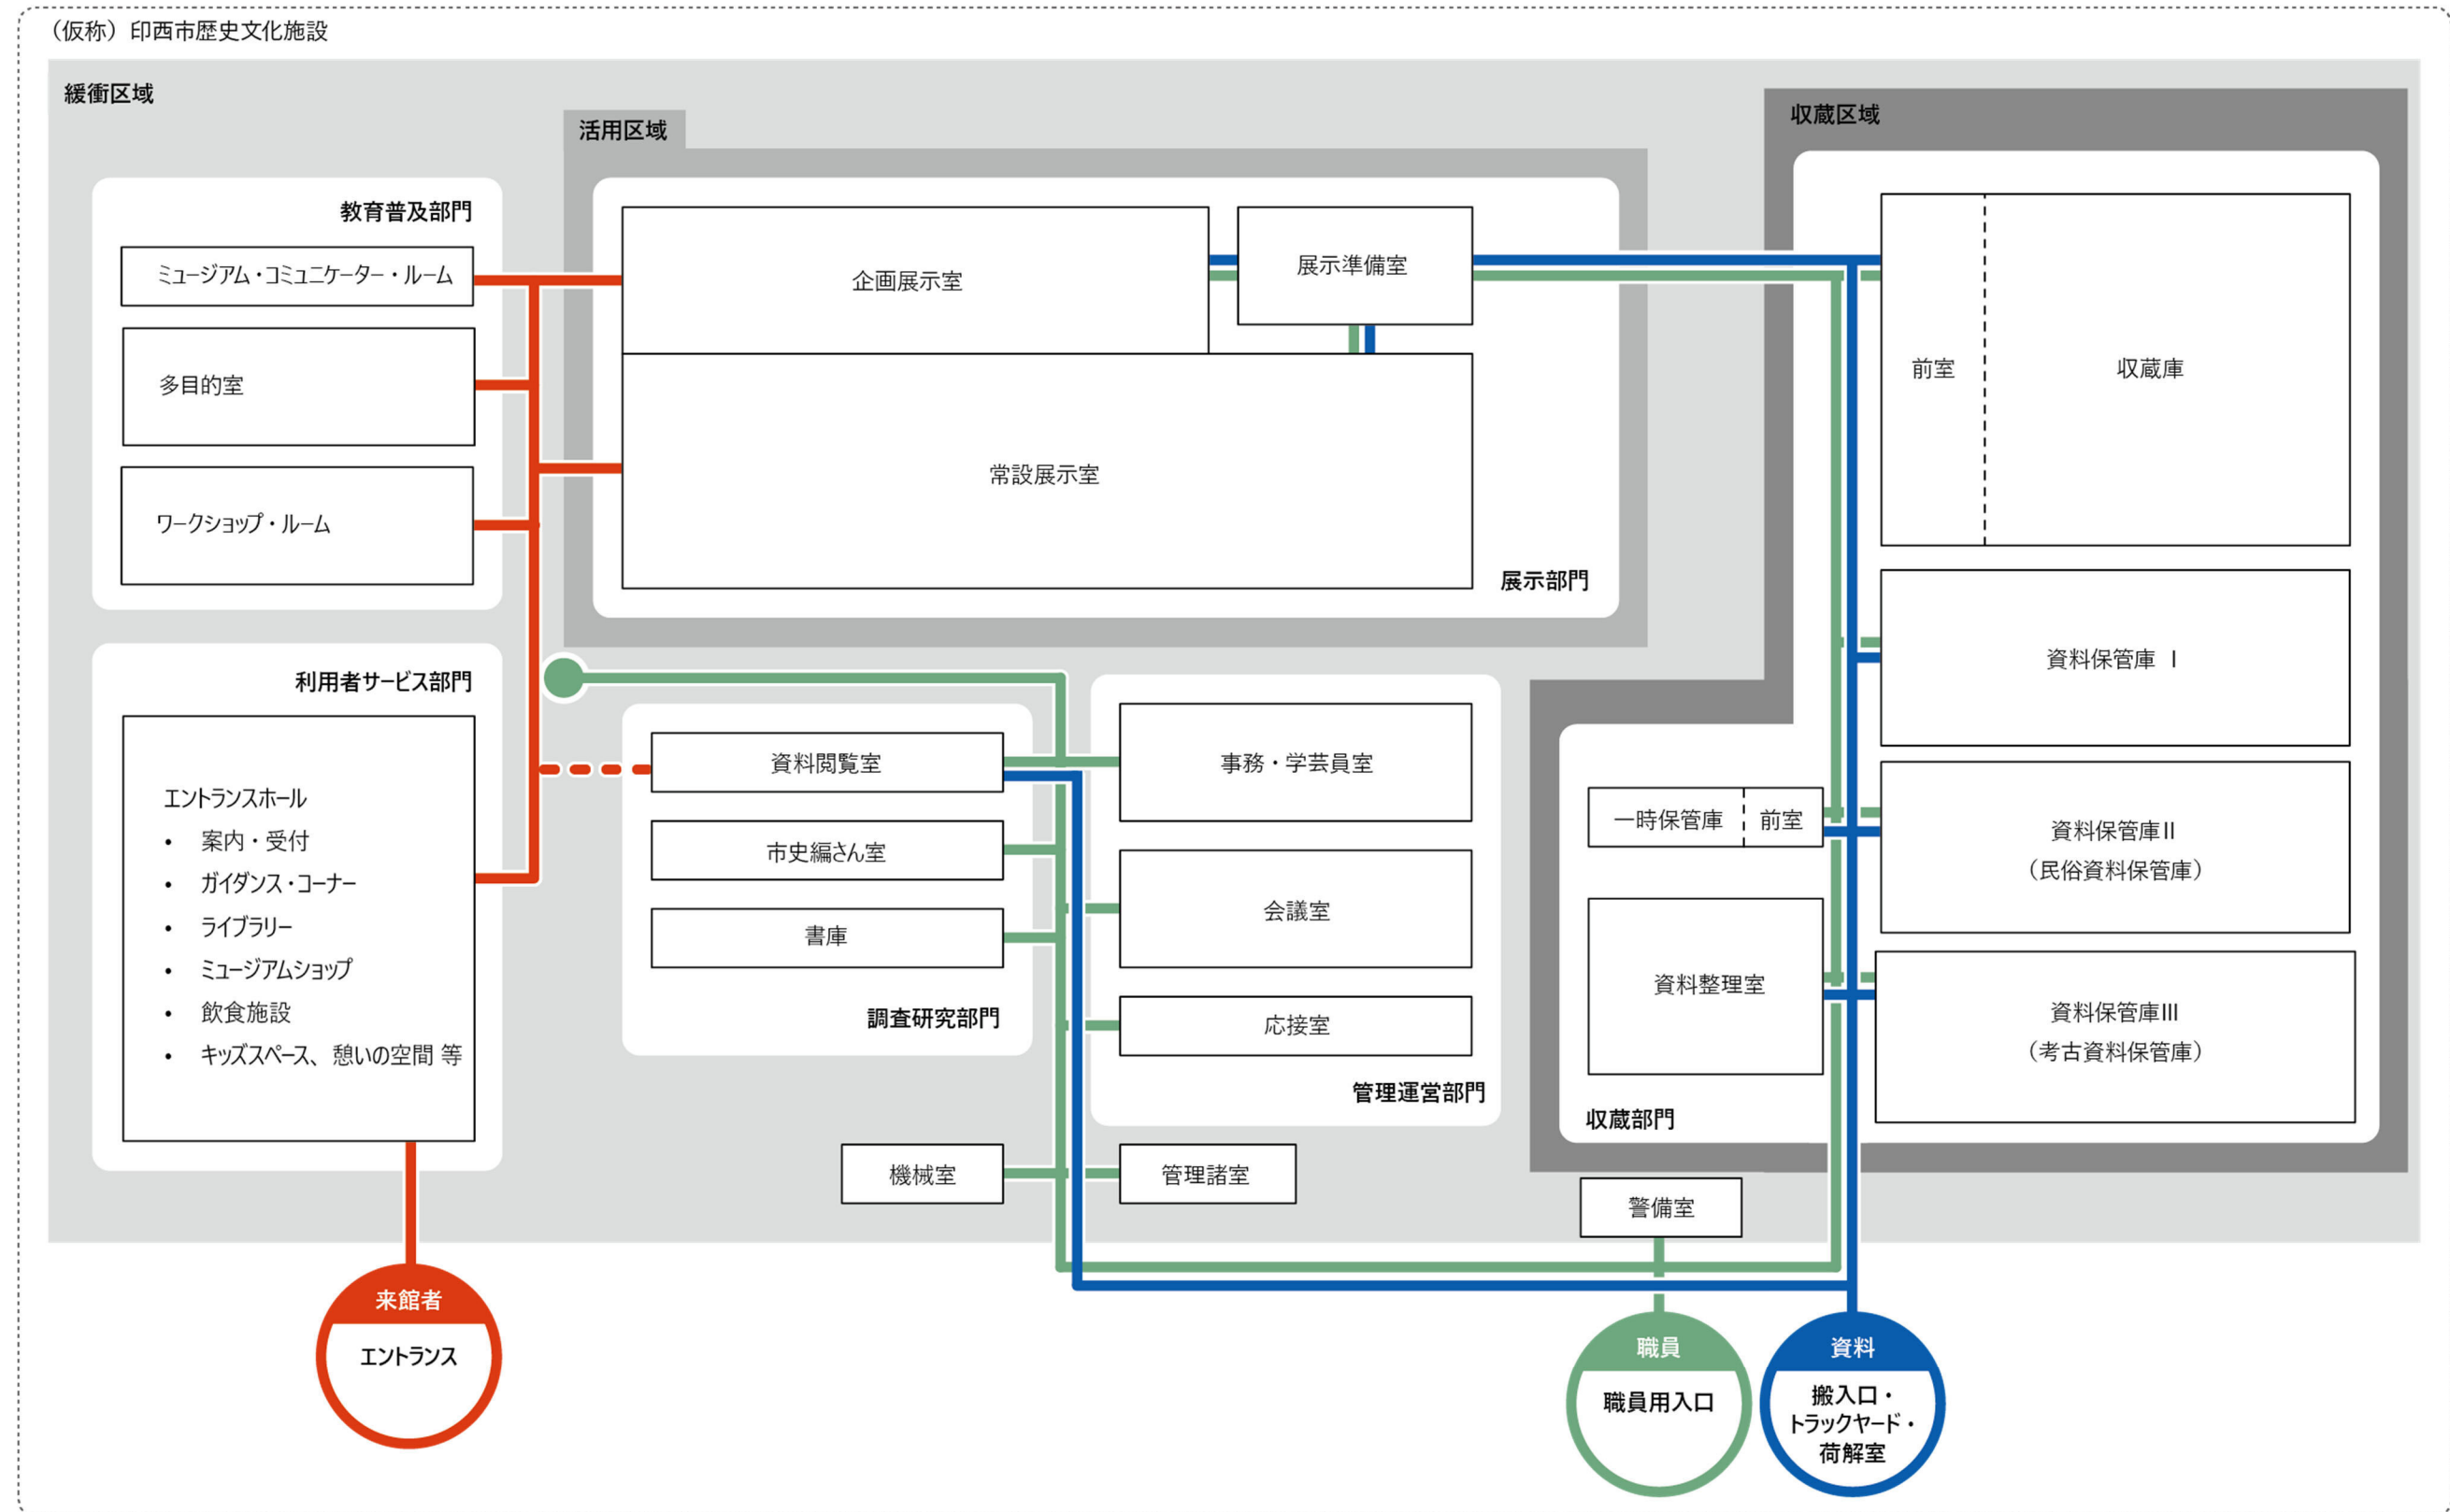 （仮称）印西市歴史文化施設
緩衝区域
活用区域
収蔵区域
教育普及部門
ミュージアム・コミュニケーター・ルーム
多目的室
ワークショップ・ルーム
企画展示室
展示準備室
常設展示室
展示部門
前室
収蔵庫
資料保管庫 Ⅰ
資料保管庫Ⅱ
（民俗資料保管庫）
資料保管庫Ⅲ
（考古資料保管庫）
一時保管庫
前室
資料整理室
収蔵部門
利用者サービス部門
エントランスホール
• 案内・受付
• ガイダンス・コーナー
• ライブラリー
• ミュージアムショップ
• 飲食施設
• キッズスペース、憩いの空間 等
資料閲覧室
市史編さん室
書庫
調査研究部門
事務・学芸員室
会議室
応接室
管理運営部門
機械室
管理諸室
警備室
来館者
エントランス
職員
職員用入口
資料
搬入口・
トラックヤード・
荷解室